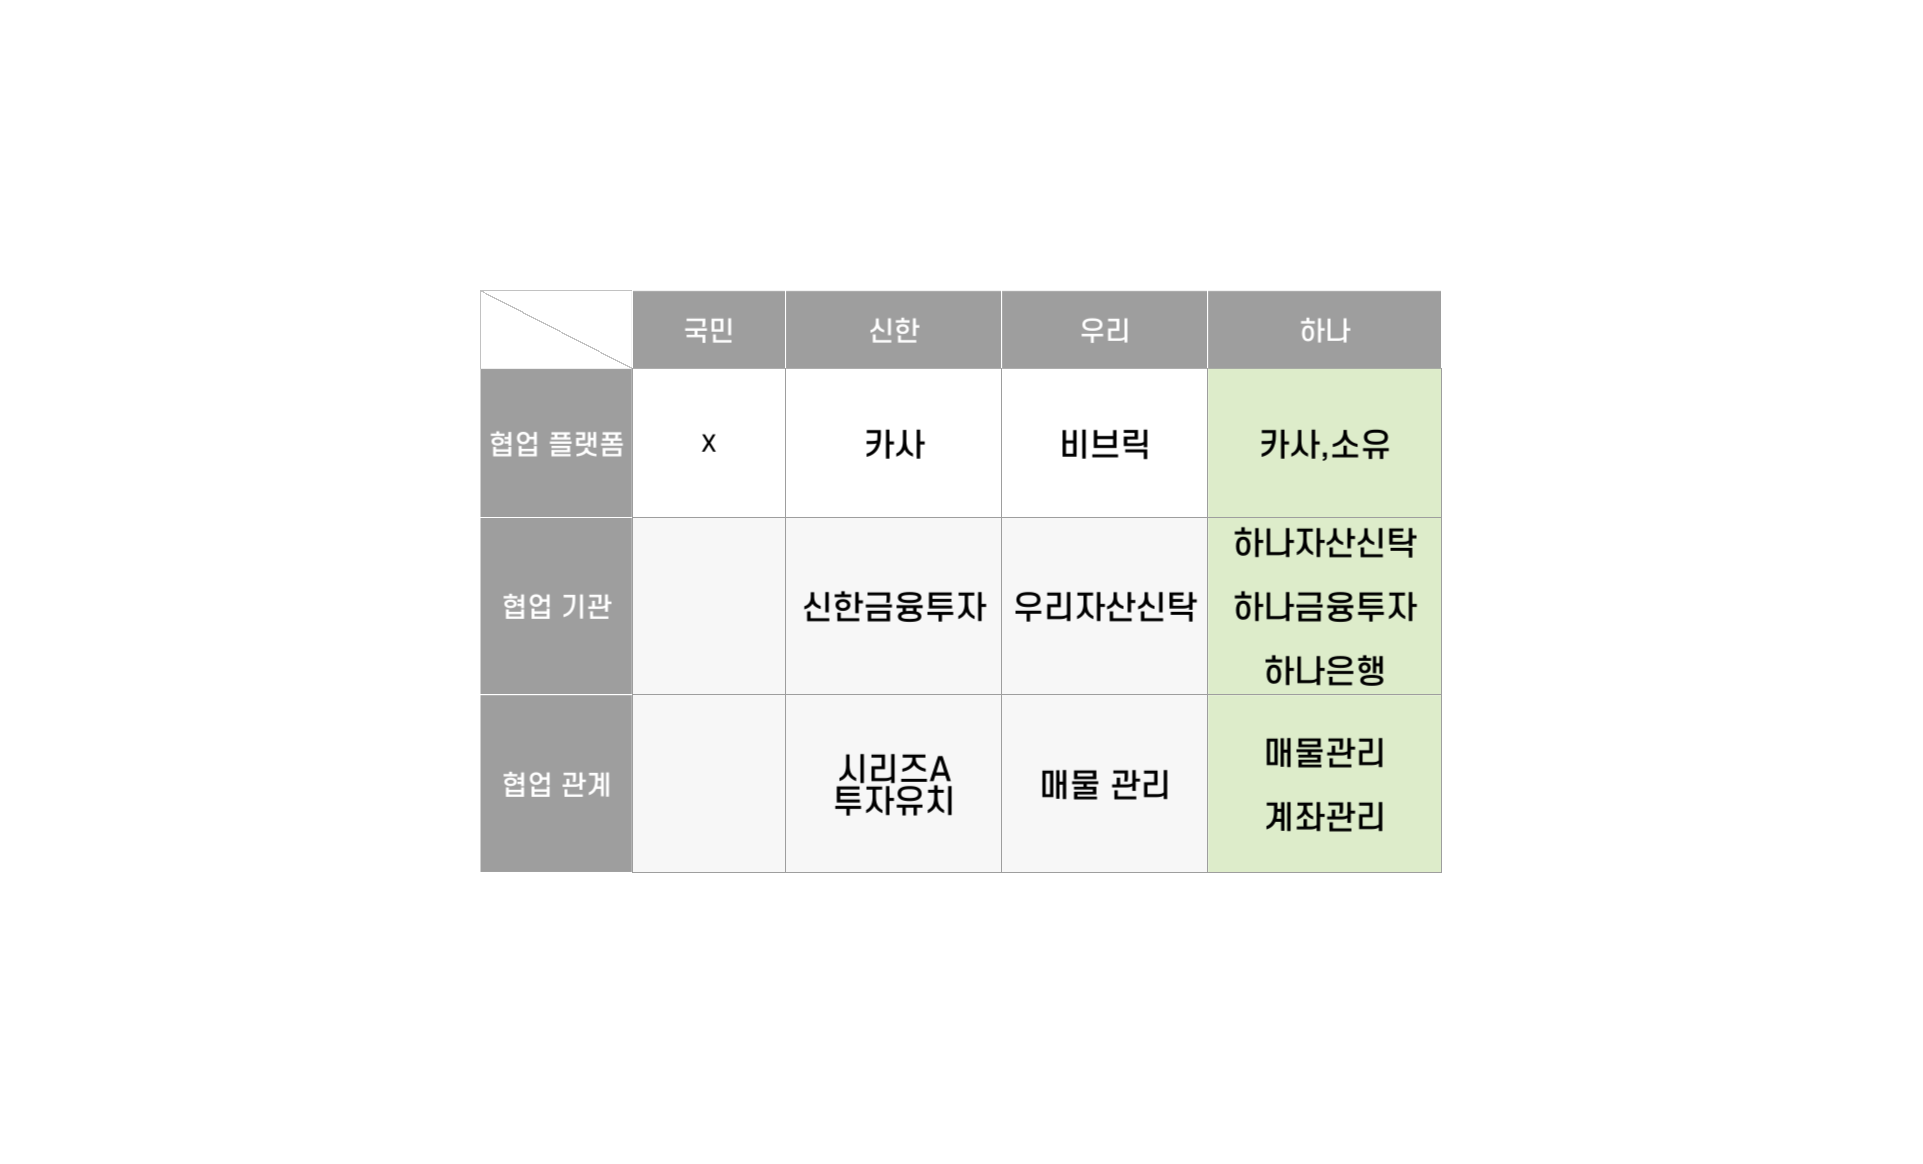 국민 신한 우리 하나
협업 플랫폼 X 카사 비브릭 카사,소유
협업 기관 신한금융투자 우리자산신탁 하나자산신탁
하나금융투자
하나은행
협업 관계 시리즈A
투자유치 매물 관리 매물관리
계좌관리